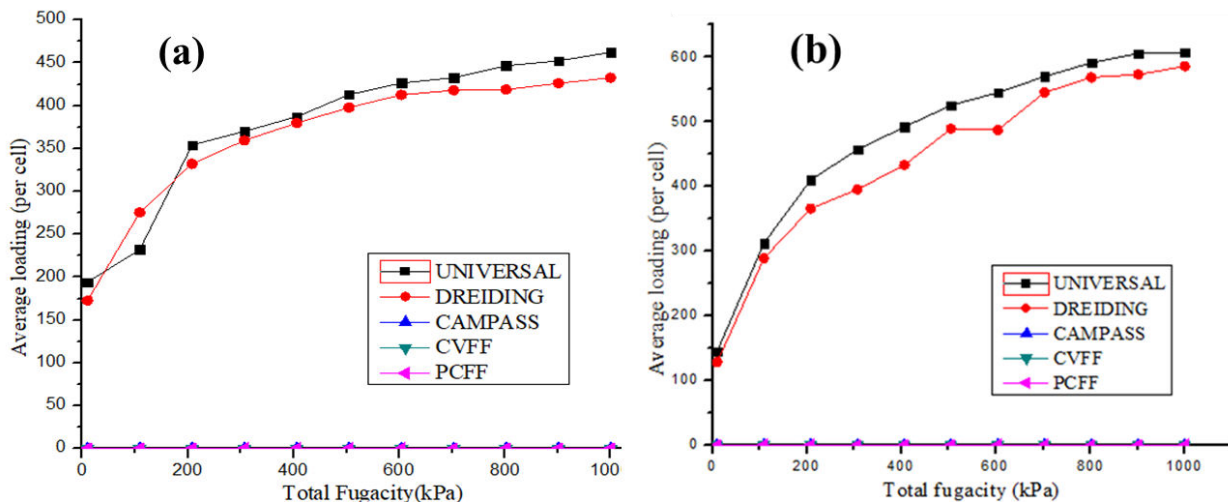 (a)
500
450
400
350
300
250
200
150
100
50
0
Average loading (per cell)
UNIVERSAL
DREIDING
CAMPASS
CVFF
PCFF
0 200 400 600 800 100
Total Fugacity(kPa)
(b)
600
500
400
300
200
100
0
Average loading (per cell)
UNIVERSAL
DREIDING
CAMPASS
CVFF
PCFF
0 200 400 600 800 1000
Total fugacity (kPa)